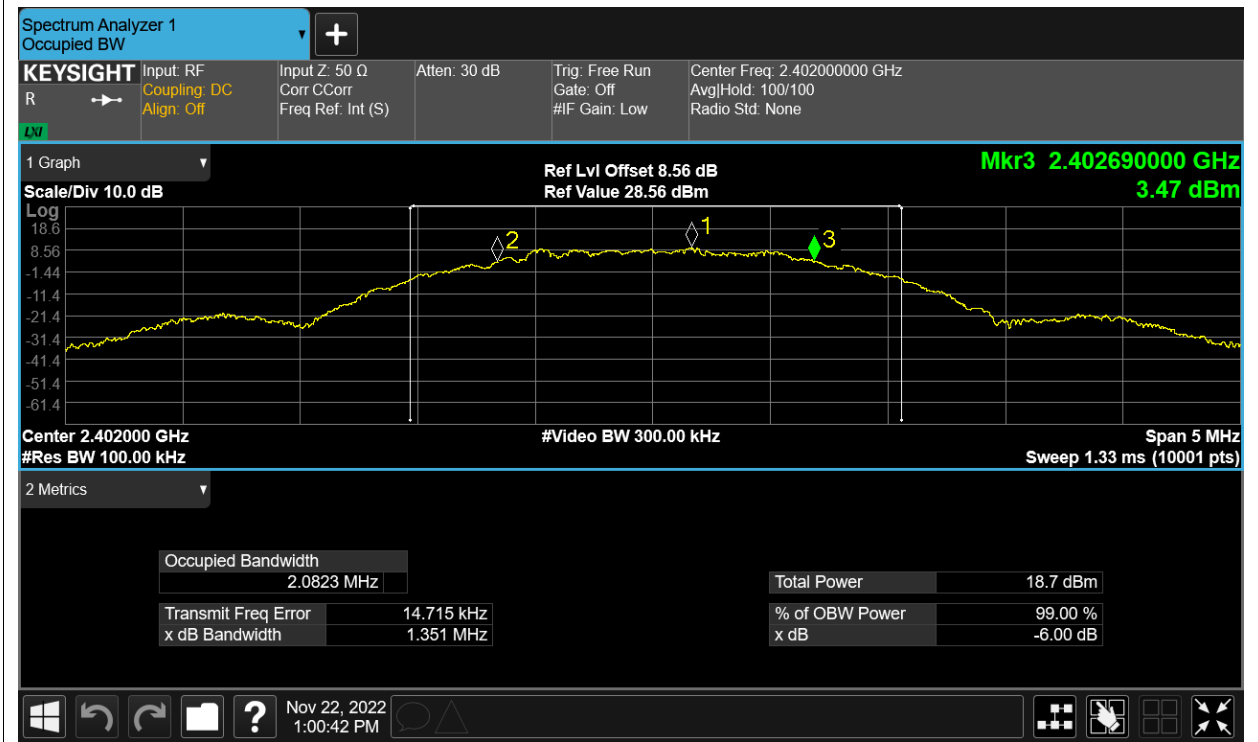 Spectrum Analyzer 1
Occupied BW
KEYSIGHT
R
LXI
Input: RF
Coupling: DC
Align: Off
Input Z: 50 Ω
Corr CCorr
Freq Ref: Int (S)
Atten: 30 dB
Trig: Free Run
Gate: Off
#IF Gain: Low
Center Freq: 2.402000000 GHz
Avg|Hold: 100/100
Radio Std: None
1 Graph
Scale/Div 10.0 dB
Ref Lvl Offset 8.56 dB
Ref Value 28.56 dBm
Mkr3 2.402690000 GHz
3.47 dBm
Log
18.6
8.56
-1.44
-11.4
-21.4
-31.4
-41.4
-51.4
-61.4
2
1
3
Center 2.402000 GHz
#Video BW 300.00 kHz
Span 5 MHz
#Res BW 100.00 kHz
Sweep 1.33 ms (10001 pts)
2 Metrics
Occupied Bandwidth
2.0823 MHz
Total Power 18.7 dBm
Transmit Freq Error 14.715 kHz
% of OBW Power 99.00 %
x dB Bandwidth 1.351 MHz
x dB -6.00 dB
?
Nov 22, 2022
1:00:42 PM